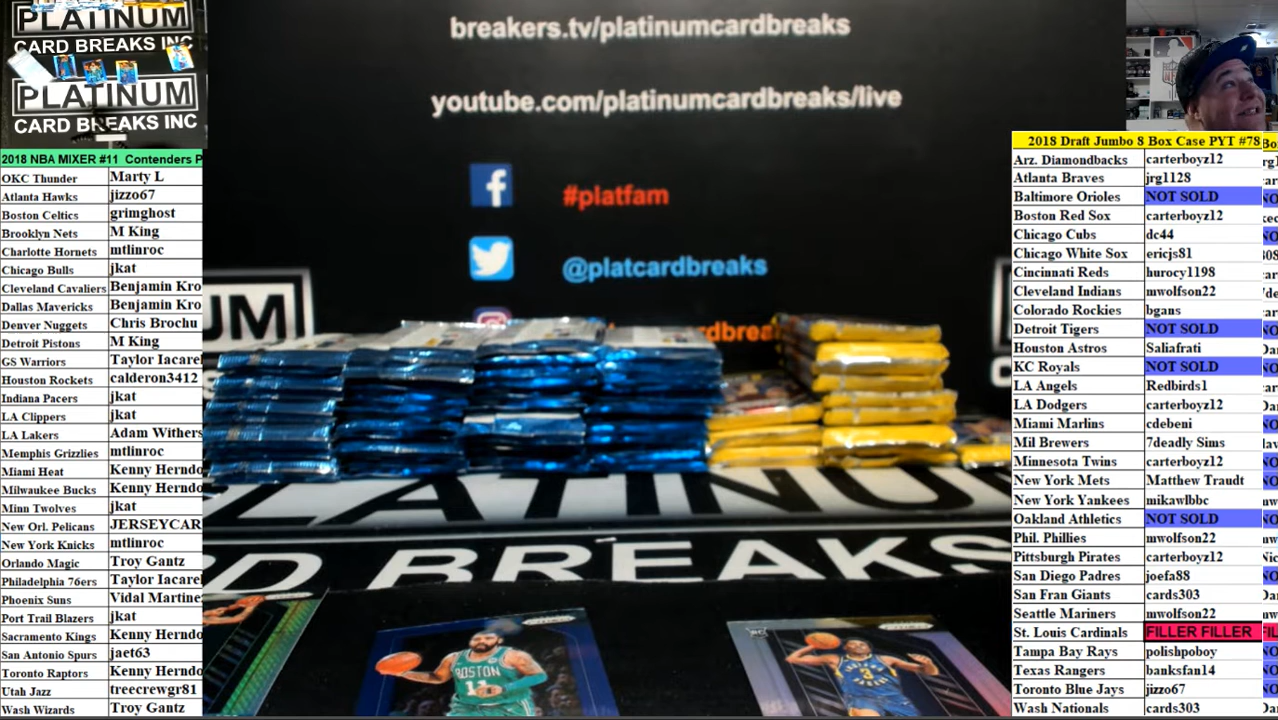 PLATINUM
CARD BREAKS INC
PLATINUM
CARD BREAKS INC
breakers.tv/platinumcardbreaks
youtube.com/platinumcardbreaks/live
#platfam
@platcardbreaks
2018 NBA MIXER #11 Contenders P
OKC Thunder Marty L
Atlanta Hawks jizzo67
Boston Celtics grimghost
Brooklyn Nets M King
Charlotte Hornets mtlinroc
Chicago Bulls jkat
Cleveland Cavaliers Benjamin Kro
Dallas Mavericks Benjamin Kro
Denver Nuggets Chris Brochu
Detroit Pistons M King
GS Warriors Taylor Iacarel
Houston Rockets calderon3412
Indiana Pacers jkat
LA Clippers jkat
LA Lakers Adam Withers
Memphis Grizzlies mtlinroc
Miami Heat Kenny Herndo
Milwaukee Bucks Kenny Herndo
Minn Twolves jkat
New Orl. Pelicans JERSEYCAR
New York Knicks mtlinroc
Orlando Magic Troy Gantz
Philadelphia 76ers Taylor Iacarel
Phoenix Suns Vidal Martine
Port Trail Blazers jkat
Sacramento Kings Kenny Herndo
San Antonio Spurs jaet63
Toronto Raptors Kenny Herndo
Utah Jazz treecrewgr81
Wash Wizards Troy Gantz
2018 Draft Jumbo 8 Box Case PYT #78
Arz. Diamondbacks carterboyz12
Atlanta Braves jrg1128
Baltimore Orioles NOT SOLD
Boston Red Sox carterboyz12
Chicago Cubs dc44
Chicago White Sox ericjs81
Cincinnati Reds hurocy1198
Cleveland Indians mwolfson22
Colorado Rockies bgans
Detroit Tigers NOT SOLD
Houston Astros Saliafrati
KC Royals NOT SOLD
LA Angels Redbirds1
LA Dodgers carterboyz12
Miami Marlins cdebeni
Mil Brewers 7deadly Sims
Minnesota Twins carterboyz12
New York Mets Matthew Traudt
New York Yankees mikawlbbc
Oakland Athletics NOT SOLD
Phil. Phillies mwolfson22
Pittsburgh Pirates carterboyz12
San Diego Padres joefa88
San Fran Giants cards303
Seattle Mariners mwolfson22
St. Louis Cardinals FILLER FILLER
Tampa Bay Rays polishpoboy
Texas Rangers banksfan14
Toronto Blue Jays jizzo67
Wash Nationals cards303
UM
PLATINU
RD BREAKS
BOSTON
11
3